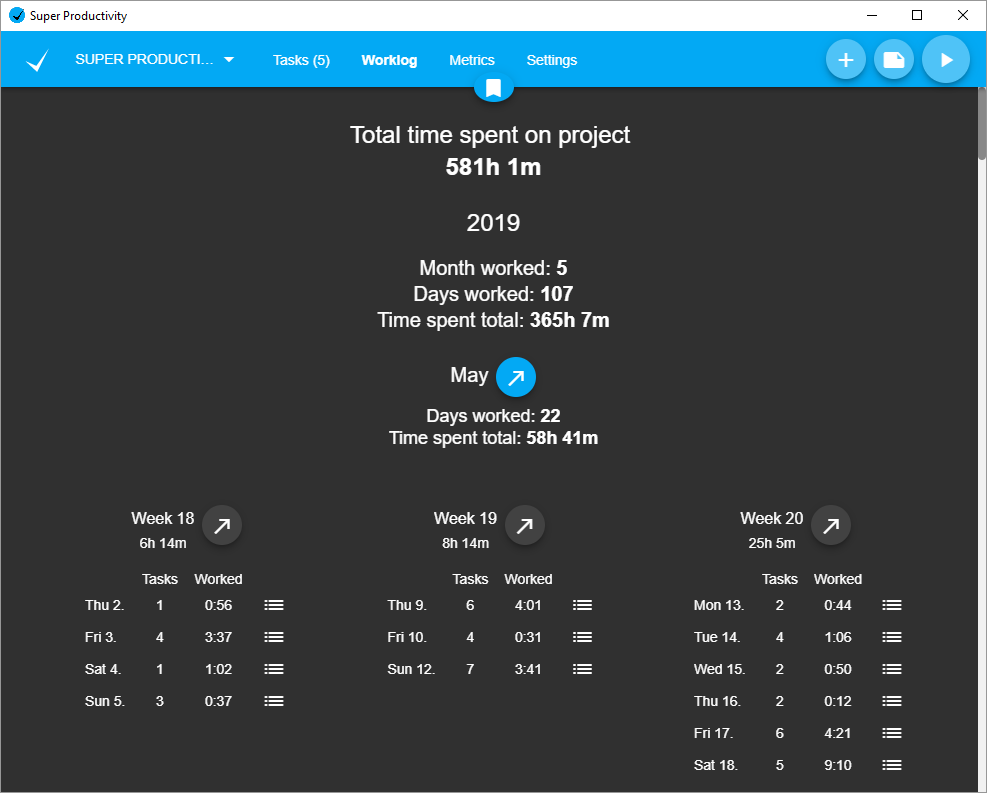 Super Productivity
SUPER PRODUCTI... Tasks (5) Worklog Metrics Settings
Total time spent on project
581h 1m
2019
Month worked: 5
Days worked: 107
Time spent total: 365h 7m
May
Days worked: 22
Time spent total: 58h 41m
Week 18
6h 14m
Tasks Worked
Thu 2. 1 0:56
Fri 3. 4 3:37
Sat 4. 1 1:02
Sun 5. 3 0:37
Week 19
8h 14m
Tasks Worked
Thu 9. 6 4:01
Fri 10. 4 0:31
Sun 12. 7 3:41
Week 20
25h 5m
Tasks Worked
Mon 13. 2 0:44
Tue 14. 4 1:06
Wed 15. 2 0:50
Thu 16. 2 0:12
Fri 17. 6 4:21
Sat 18. 5 9:10